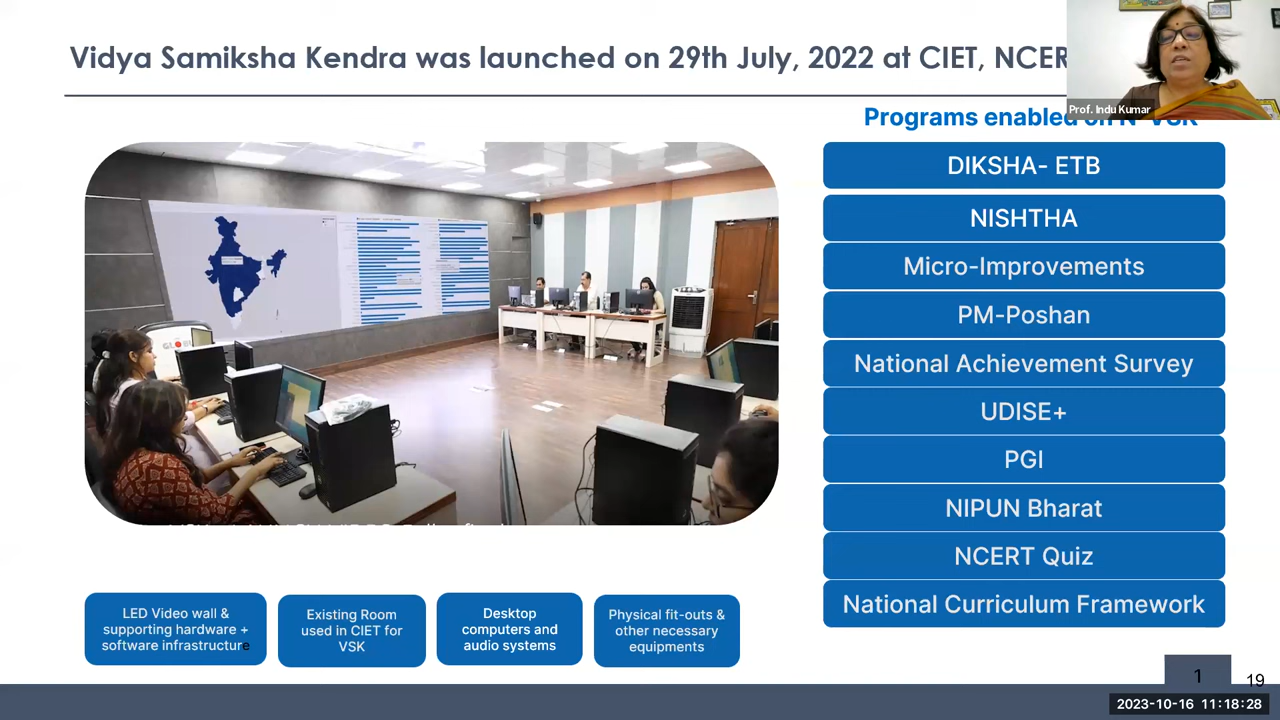 Vidya Samiksha Kendra was launched on 29th July, 2022 at CIET, NCER
Prof. Indu Kumar
Programs enabled on N-VSK
DIKSHA- ETB
NISHTHA
Micro-Improvements
PM-Poshan
National Achievement Survey
UDISE+
PGI
NIPUN Bharat
NCERT Quiz
National Curriculum Framework
LED Video wall &
supporting hardware +
software infrastructure
Existing Room
used in CIET for
VSK
Desktop
computers and
audio systems
Physical fit-outs &
other necessary
equipments
1
19
2023-10-16 11:18:28